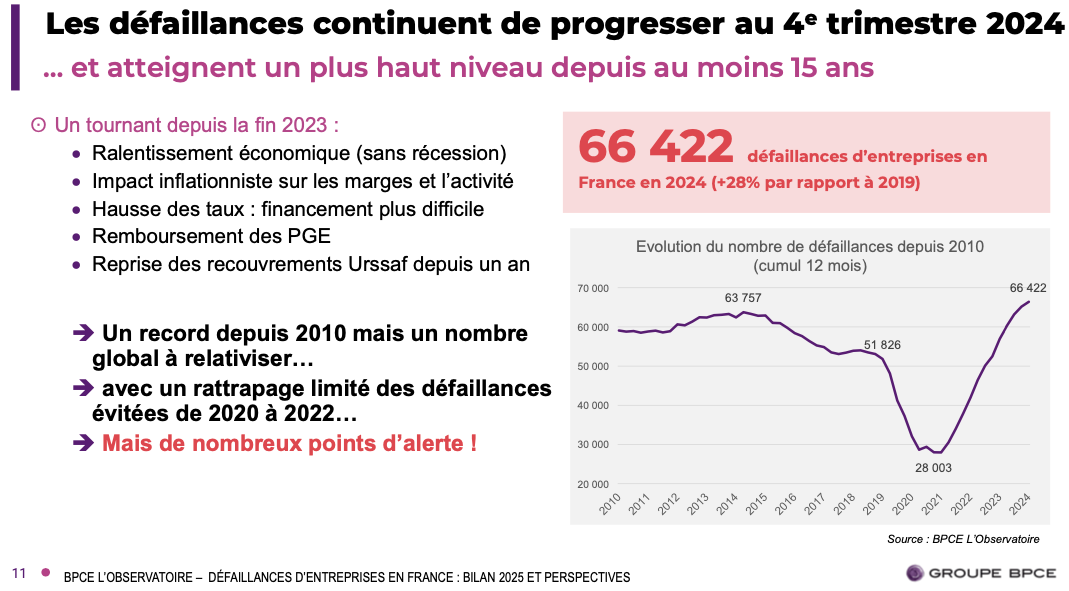 Les défaillances continuent de progresser au 4e trimestre 2024
... et atteignent un plus haut niveau depuis au moins 15 ans
Un tournant depuis la fin 2023 :
• Ralentissement économique (sans récession)
• Impact inflationniste sur les marges et l'activité
• Hausse des taux : financement plus difficile
• Remboursement des PGE
• Reprise des recouvrements Urssaf depuis un an
➔ Un record depuis 2010 mais un nombre
global à relativiser…
➔ avec un rattrapage limité des défaillances
évitées de 2020 à 2022…
➔ Mais de nombreux points d'alerte !
66 422 défaillances d'entreprises en
France en 2024 (+28% par rapport à 2019)
Evolution du nombre de défaillances depuis 2010
(cumul 12 mois)
70 000
60 000
50 000
40 000
30 000
20 000
63 757
51 826
28 003
66 422
2010
2011
2012
2013
2014
2015
2016
2017
2018
2019
2020
2021
2022
2023
2024
Source : BPCE L'Observatoire
11 • BPCE L'OBSERVATOIRE – DÉFAILLANCES D'ENTREPRISES EN FRANCE : BILAN 2025 ET PERSPECTIVES
GROUPE BPCE